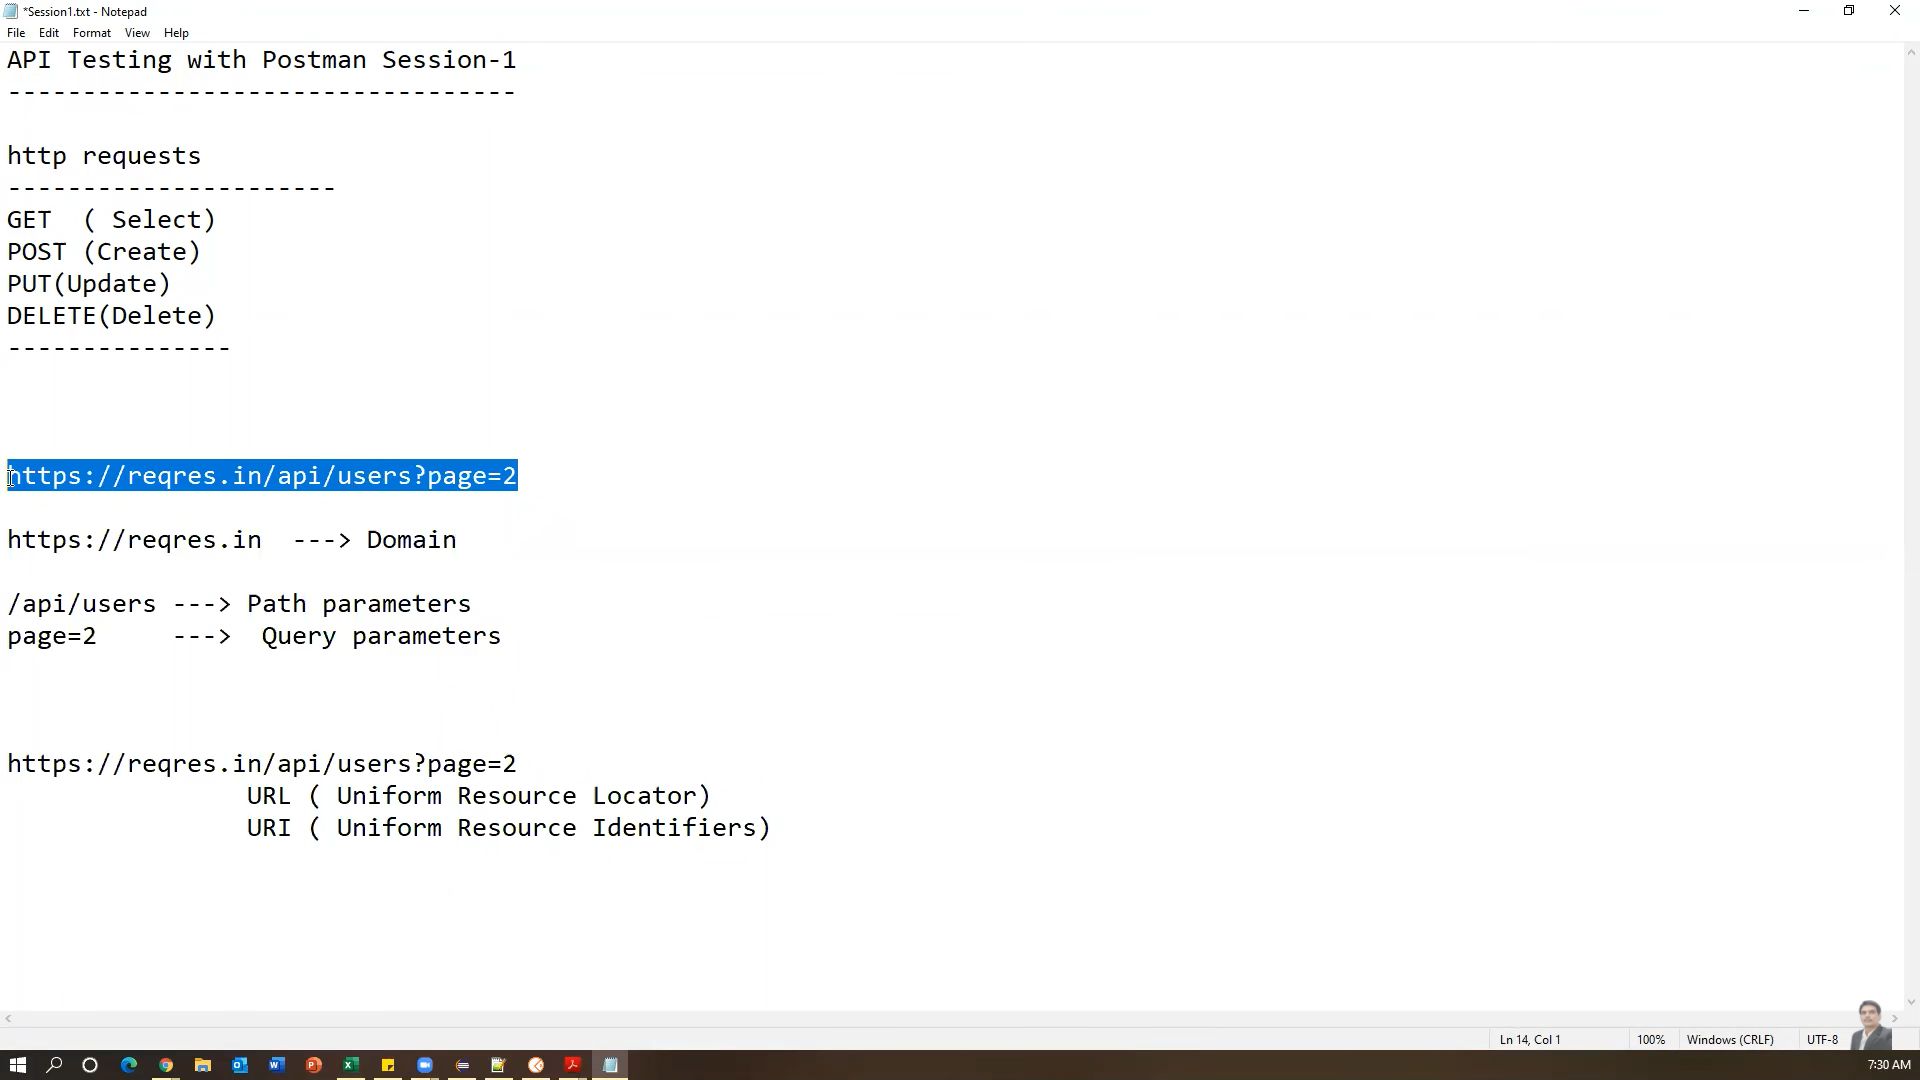 *Session1.txt - Notepad
File Edit Format View Help
API Testing with Postman Session-1
----------------------------------
http requests
----------------------
GET  ( Select)
POST (Create)
PUT(Update)
DELETE(Delete)
---------------
https://reqres.in/api/users?page=2
https://reqres.in  ---> Domain
/api/users ---> Path parameters
page=2     --->  Query parameters
https://reqres.in/api/users?page=2
URL ( Uniform Resource Locator)
URI ( Uniform Resource Identifiers)
Ln 14, Col 1 100% Windows (CRLF) UTF-8
7:30 AM